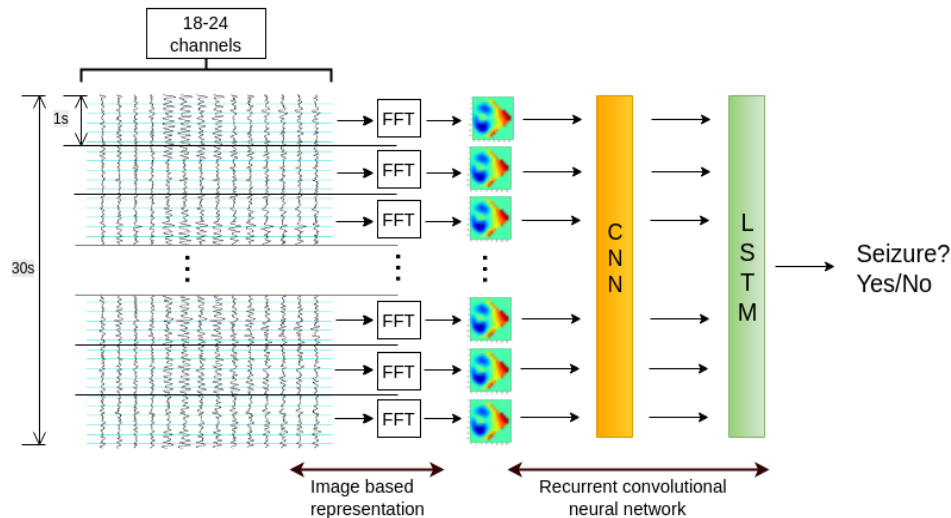 18-24
channels
1s
30s
FFT
FFT
FFT
FFT
FFT
FFT
C
N
N
L
S
T
M
Seizure?
Yes/No
Image based
representation
Recurrent convolutional
neural network